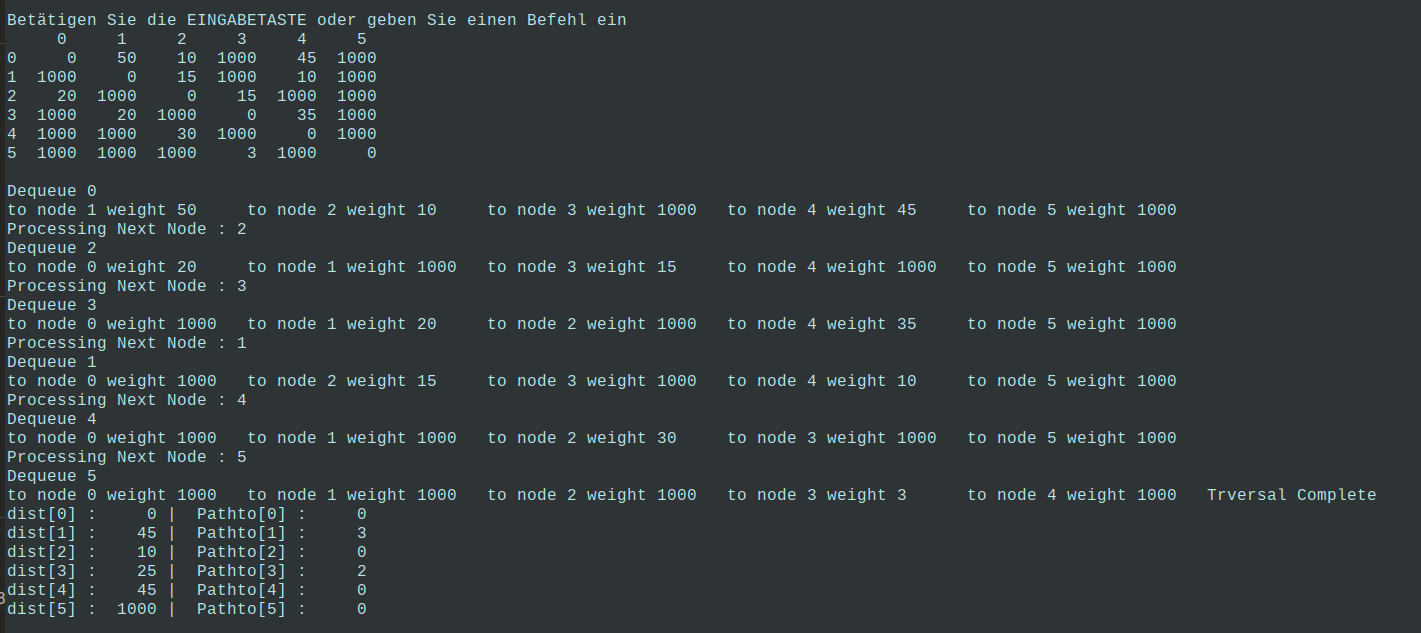 Betätigen Sie die EINGABETASTE oder geben Sie einen Befehl ein
     0     1     2     3     4     5
0     0    50    10  1000    45  1000
1  1000     0    15  1000    10  1000
2    20  1000     0    15  1000  1000
3  1000    20  1000     0    35  1000
4  1000  1000    30  1000     0  1000
5  1000  1000  1000     3  1000     0
Dequeue 0
to node 1 weight 50     to node 2 weight 10     to node 3 weight 1000   to node 4 weight 45     to node 5 weight 1000
Processing Next Node : 2
Dequeue 2
to node 0 weight 20     to node 1 weight 1000   to node 3 weight 15     to node 4 weight 1000   to node 5 weight 1000
Processing Next Node : 3
Dequeue 3
to node 0 weight 1000   to node 1 weight 20     to node 2 weight 1000   to node 4 weight 35     to node 5 weight 1000
Processing Next Node : 1
Dequeue 1
to node 0 weight 1000   to node 2 weight 15     to node 3 weight 1000   to node 4 weight 10     to node 5 weight 1000
Processing Next Node : 4
Dequeue 4
to node 0 weight 1000   to node 1 weight 1000   to node 2 weight 30     to node 3 weight 1000   to node 5 weight 1000
Processing Next Node : 5
Dequeue 5
to node 0 weight 1000   to node 1 weight 1000   to node 2 weight 1000   to node 3 weight 3      to node 4 weight 1000   Trversal Complete
dist[0] :     0 |  Pathto[0] :     0
dist[1] :    45 |  Pathto[1] :     3
dist[2] :    10 |  Pathto[2] :     0
dist[3] :    25 |  Pathto[3] :     2
dist[4] :    45 |  Pathto[4] :     0
dist[5] :  1000 |  Pathto[5] :     0